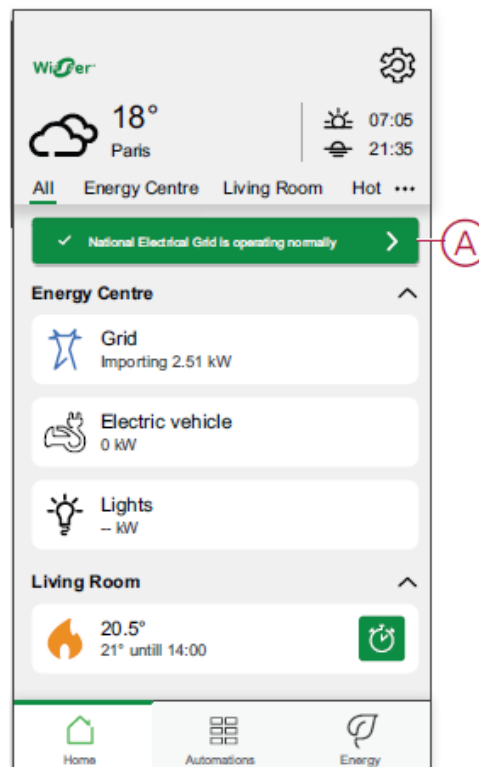 Wiser
18°
Paris
07:05
21:35
All Energy Centre Living Room Hot ...
National Electrical Grid is operating normally
A
Energy Centre
Grid
Importing 2.51 kW
Electric vehicle
0 kW
Lights
-- kW
Living Room
20.5°
21° untill 14:00
Home Automations Energy